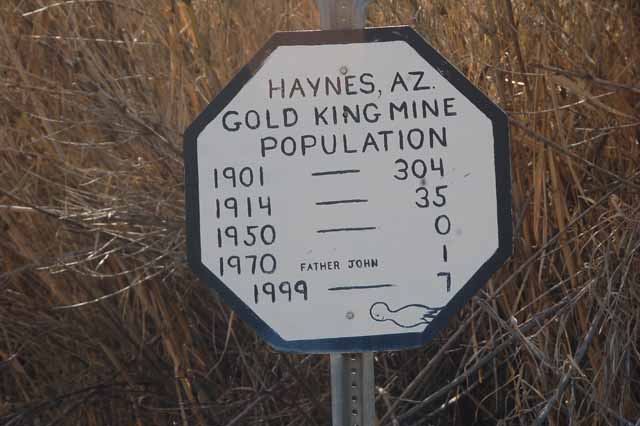 HAYNES, AZ.
GOLD KING MINE
POPULATION
1901 — 304
1914 — 35
1950 — 0
1970 FATHER JOHN 1
1999 — 7